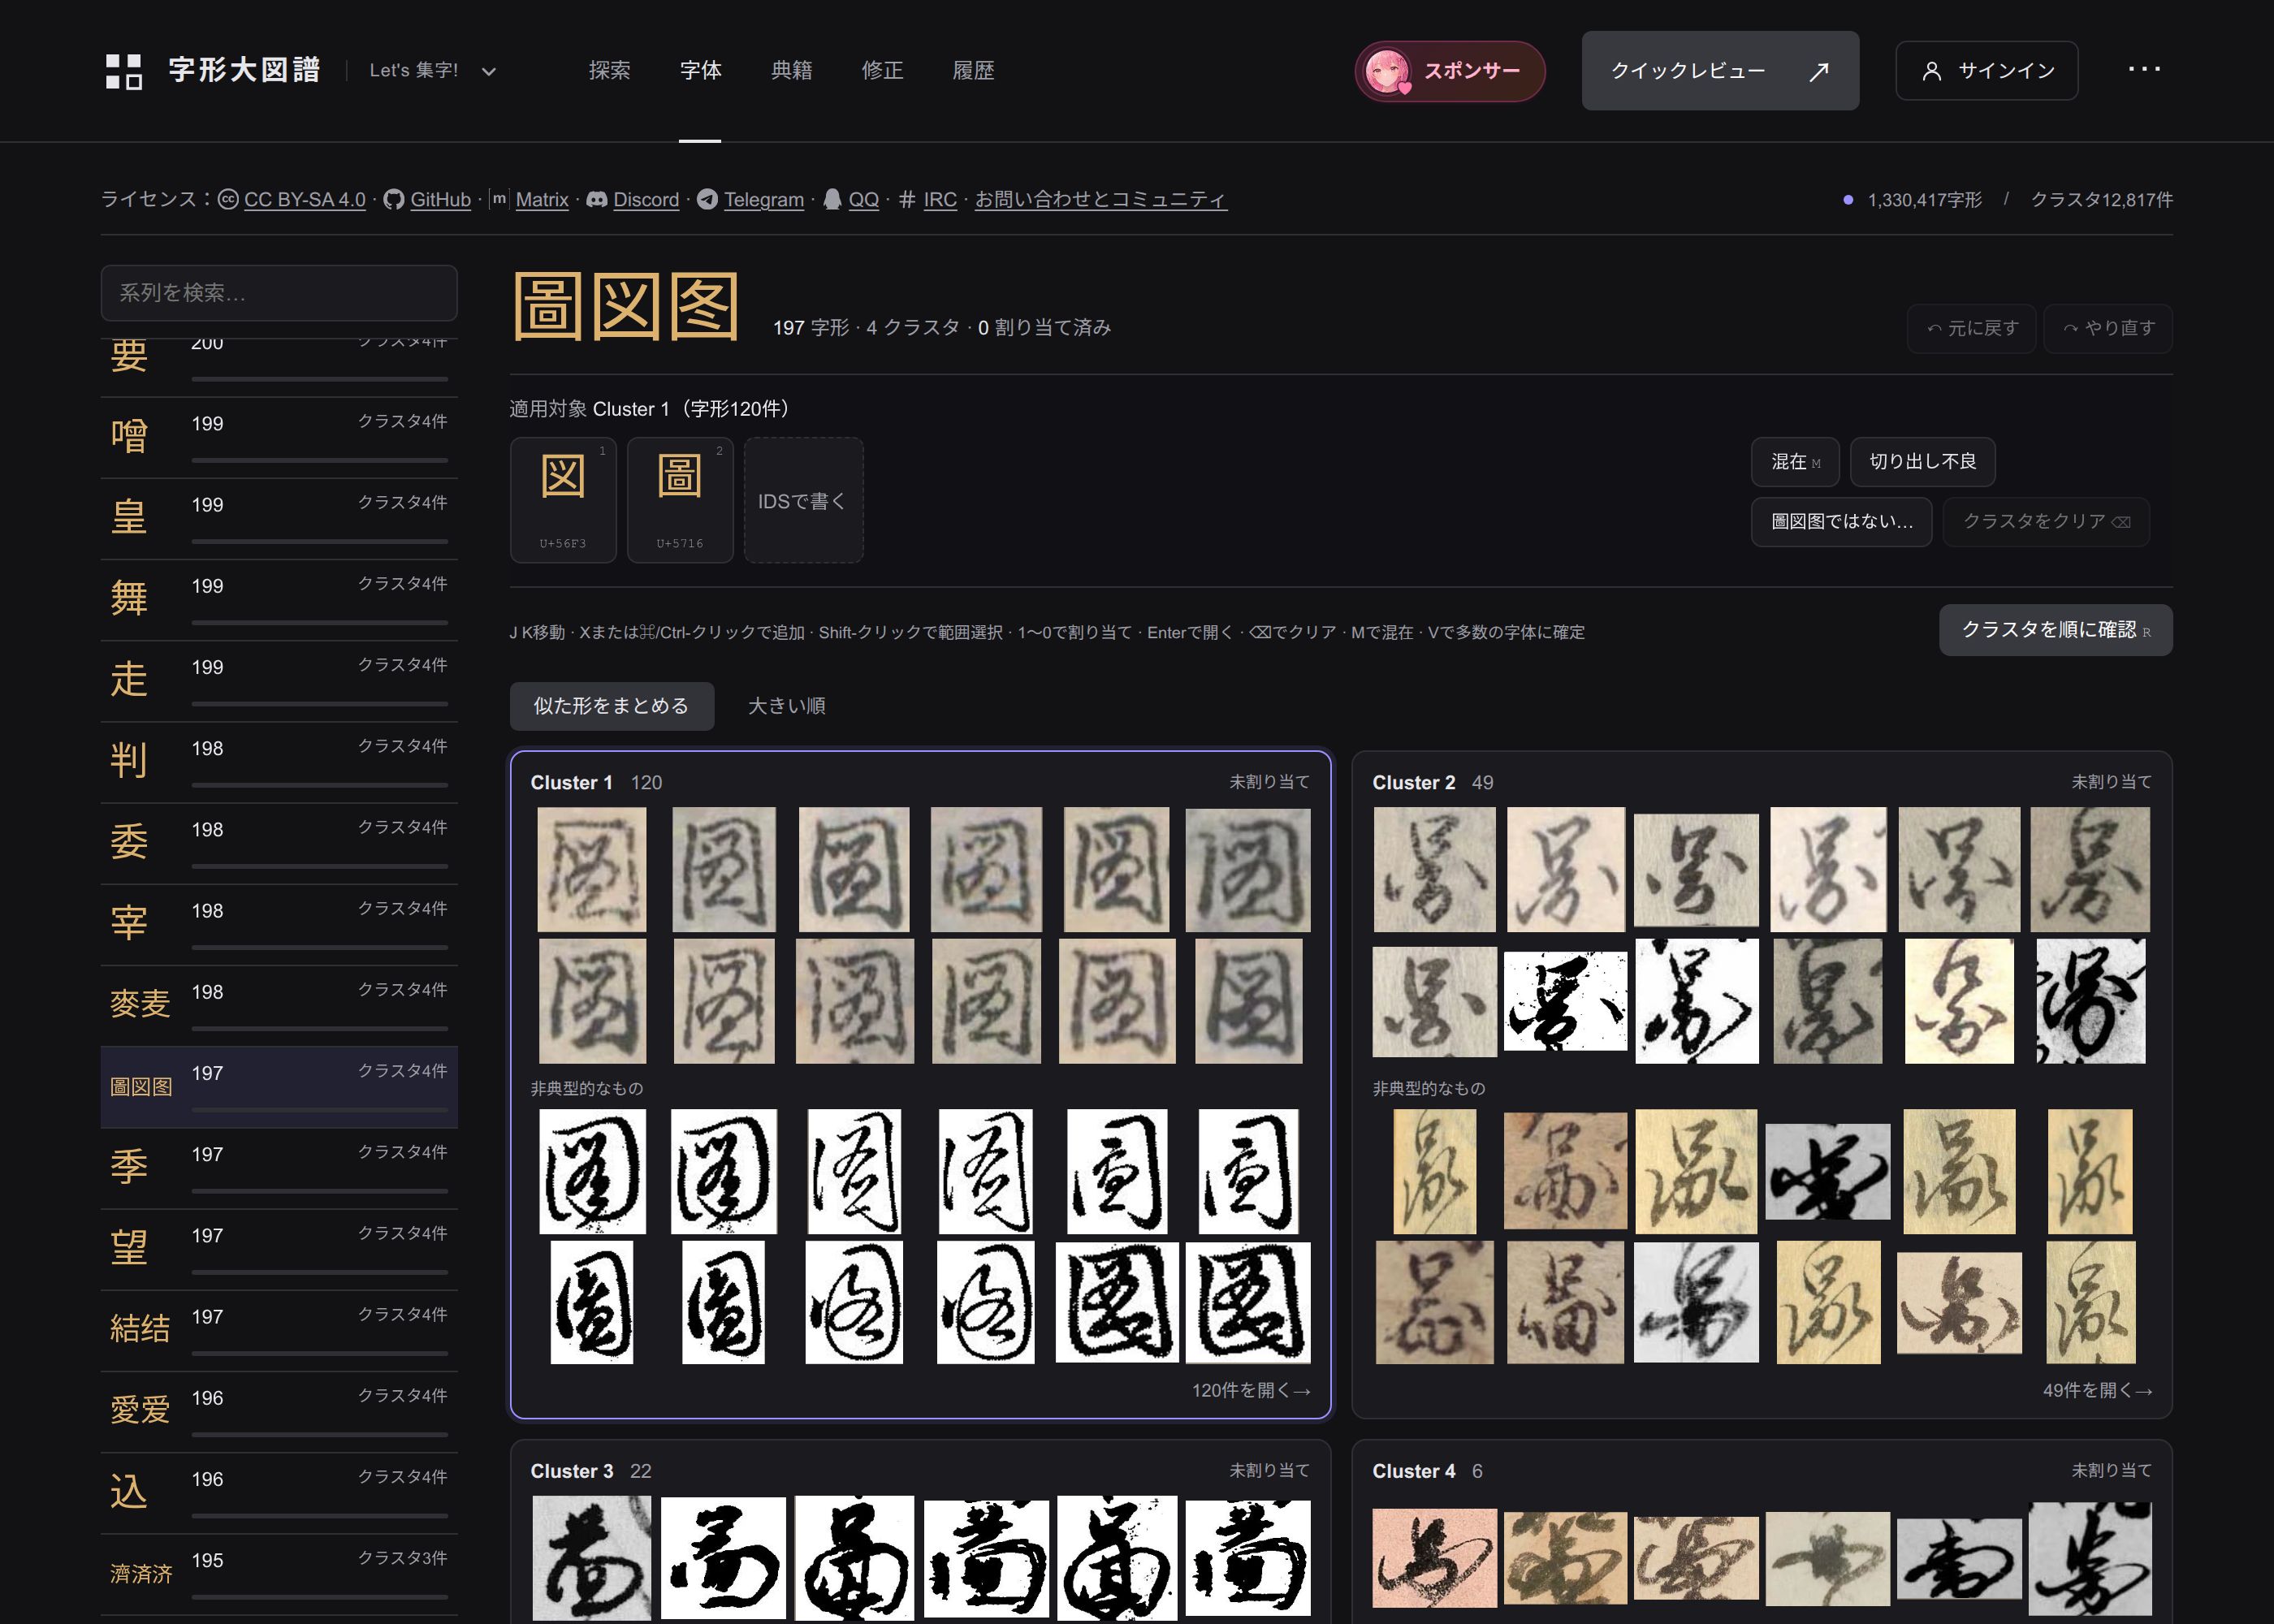 字形大図譜 Let's 集字! 探索 字体 典籍 修正 履歴 スポンサー クイックレビュー ↗ サインイン ···
ライセンス： CC BY-SA 4.0 · GitHub · Matrix · Discord · Telegram · QQ · IRC · お問い合わせとコミュニティ
1,330,417字形 / クラスタ12,817件
系列を検索…
要 200 クラスタ4件
噌 199 クラスタ4件
皇 199 クラスタ4件
舞 199 クラスタ4件
走 199 クラスタ4件
判 198 クラスタ4件
委 198 クラスタ4件
宰 198 クラスタ4件
麥麦 198 クラスタ4件
圖図图 197 クラスタ4件
季 197 クラスタ4件
望 197 クラスタ4件
結结 197 クラスタ4件
愛爱 196 クラスタ4件
込 196 クラスタ4件
濟済济 195 クラスタ3件
圖図图 197 字形 · 4 クラスタ · 0 割り当て済み
元に戻す やり直す
適用対象 Cluster 1（字形120件）
図 1 U+56F3
圖 2 U+5716
IDSで書く
混在 M 切り出し不良
圖図图ではない… クラスタをクリア ⌫
J K移動 · Xまたは⌘/Ctrl-クリックで追加 · Shift-クリックで範囲選択 · 1〜0で割り当て · Enterで開く · ⌫でクリア · Mで混在 · Vで多数の字体に確定
クラスタを順に確認 R
似た形をまとめる 大きい順
Cluster 1 120 未割り当て
非典型的なもの
120件を開く→
Cluster 2 49 未割り当て
非典型的なもの
49件を開く→
Cluster 3 22 未割り当て
Cluster 4 6 未割り当て